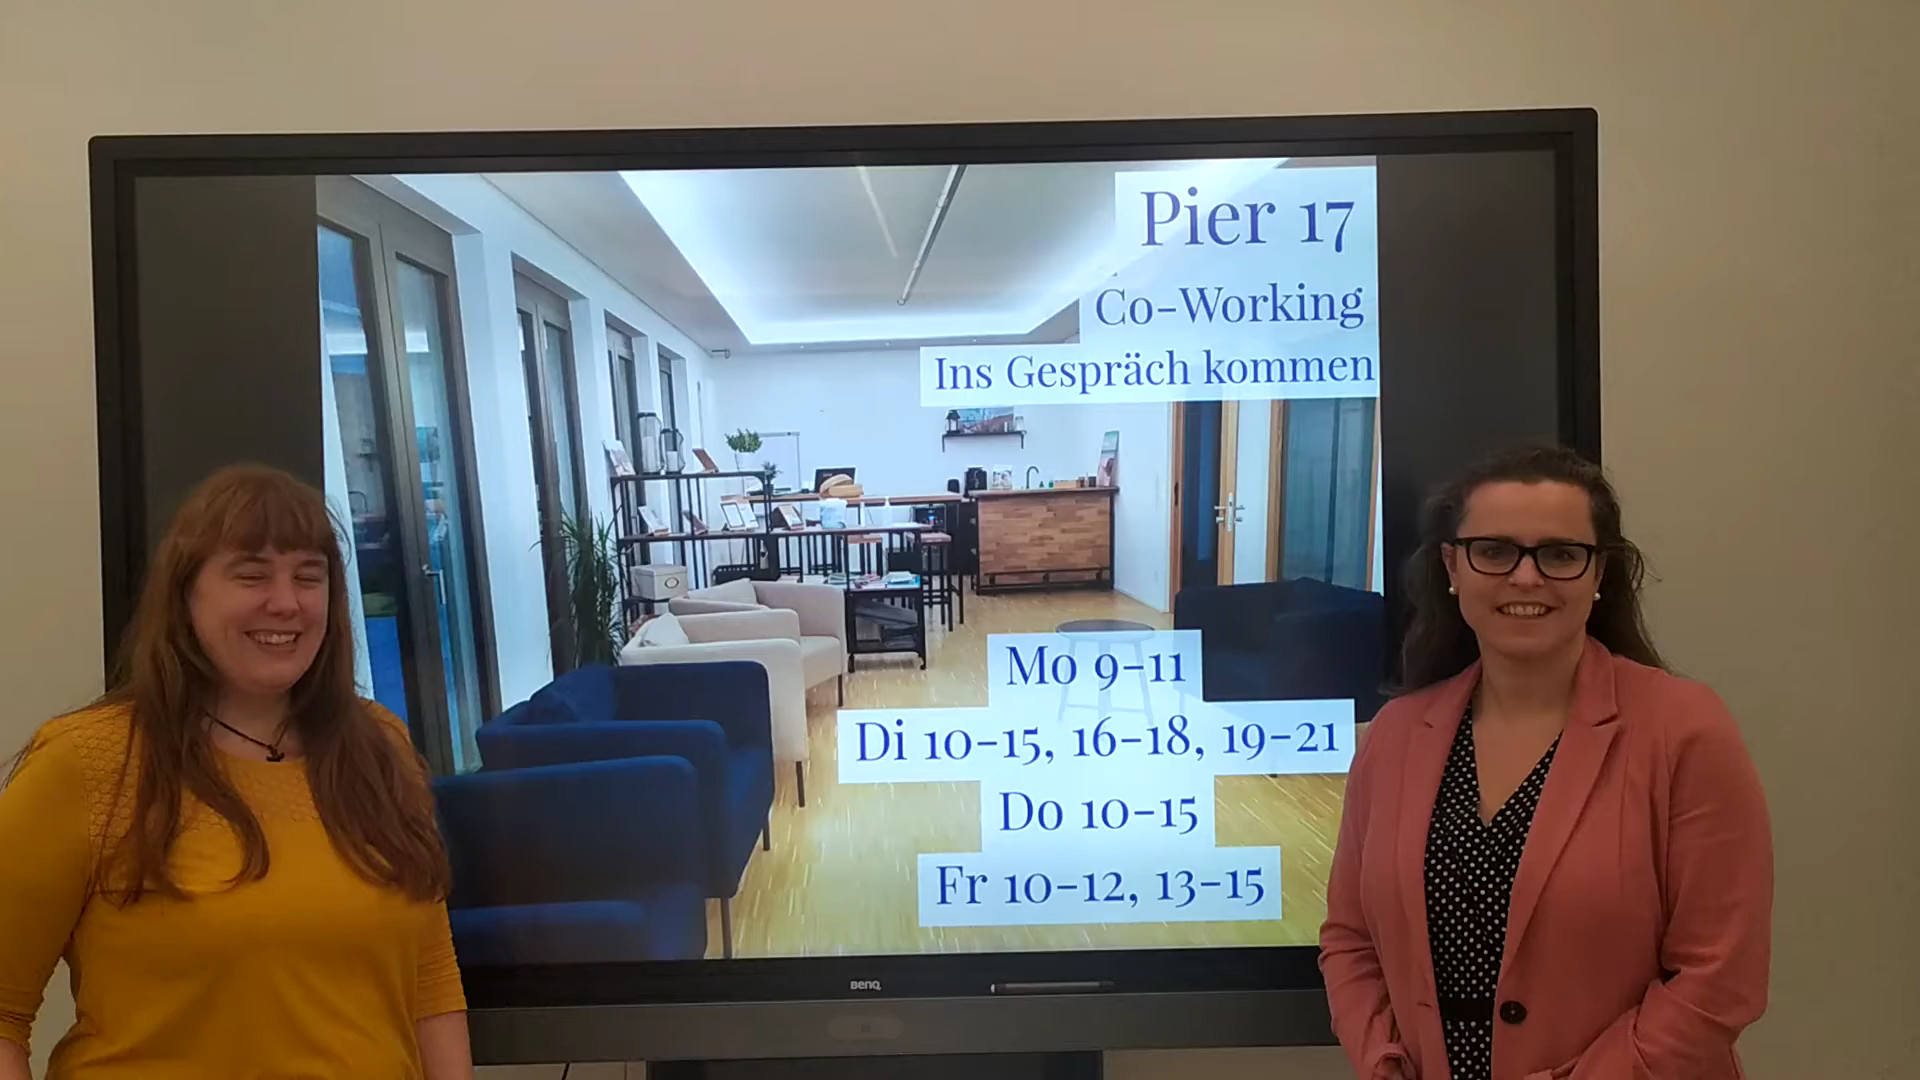 Pier 17
Co-Working
Ins Gespräch kommen
Mo 9-11
Di 10-15, 16-18, 19-21
Do 10-15
Fr 10-12, 13-15
BenQ